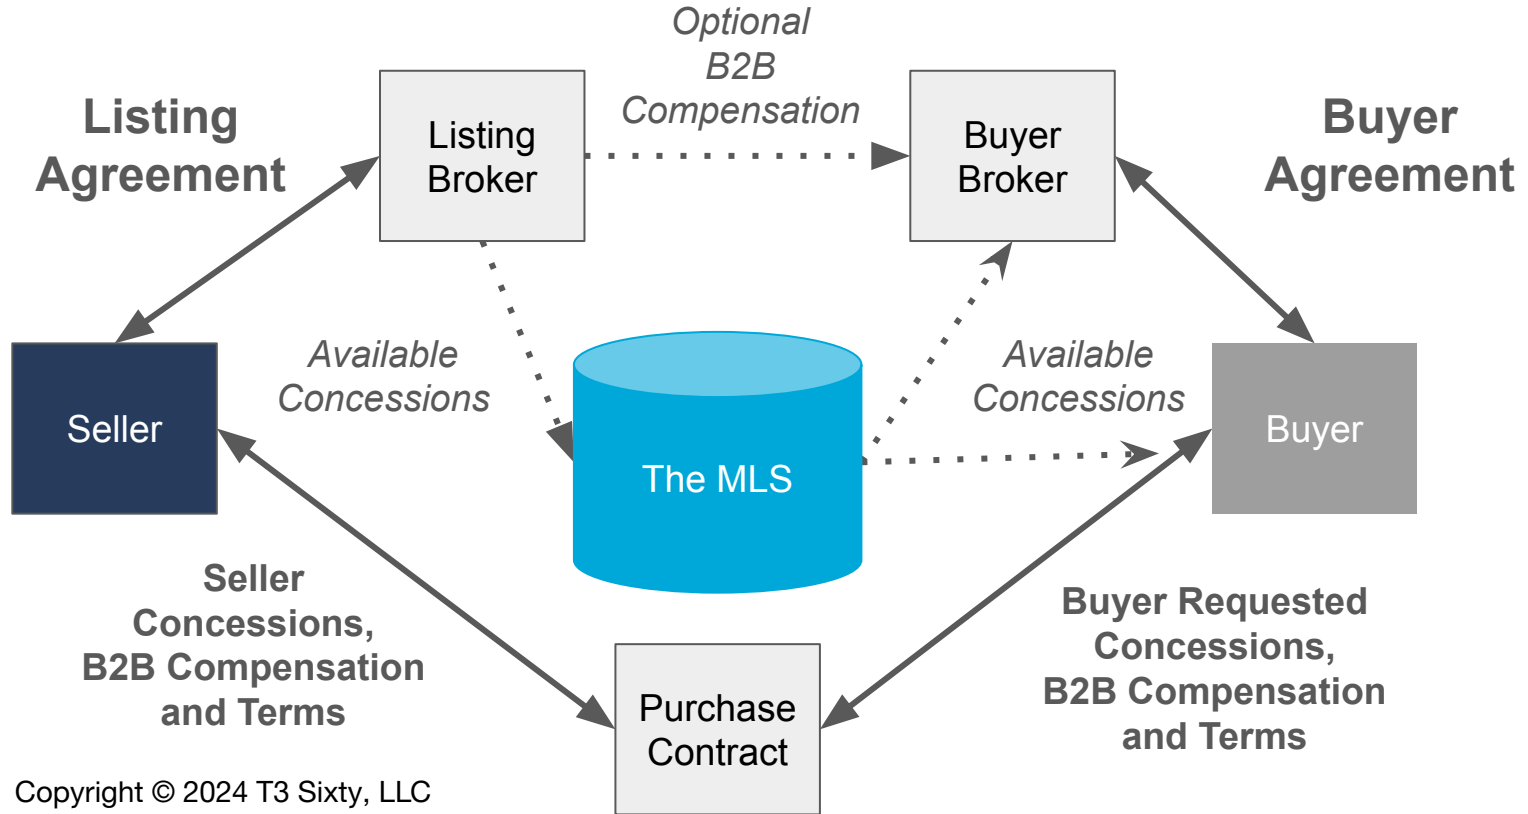 Optional
B2B
Compensation
Listing
Agreement
Listing
Broker
Buyer
Broker
Buyer
Agreement
Available
Concessions
Available
Concessions
Seller
The MLS
Buyer
Seller
Concessions,
B2B Compensation
and Terms
Buyer Requested
Concessions,
B2B Compensation
and Terms
Purchase
Contract
Copyright © 2024 T3 Sixty, LLC